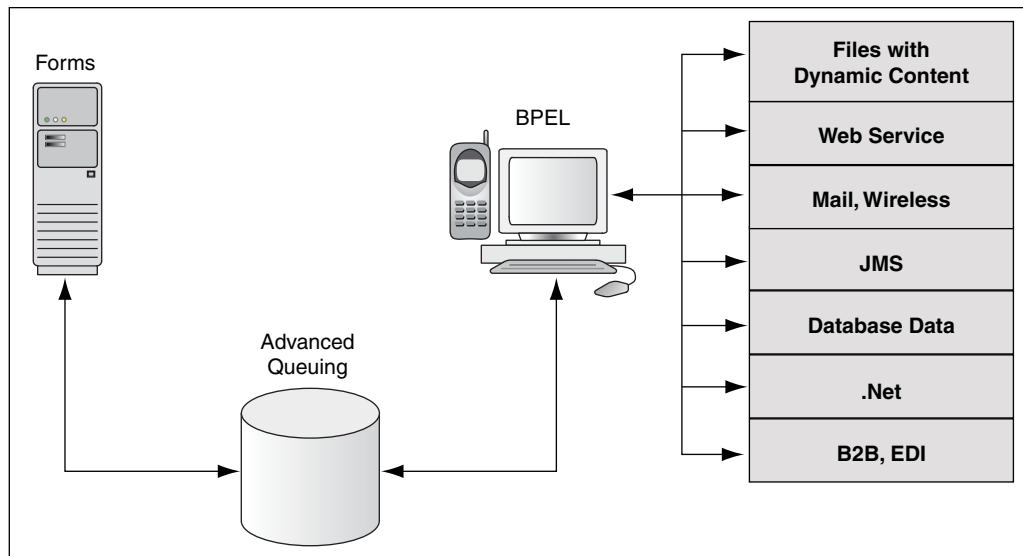 Forms
BPEL
Advanced
Queuing
Files with
Dynamic Content
Web Service
Mail, Wireless
JMS
Database Data
.Net
B2B, EDI